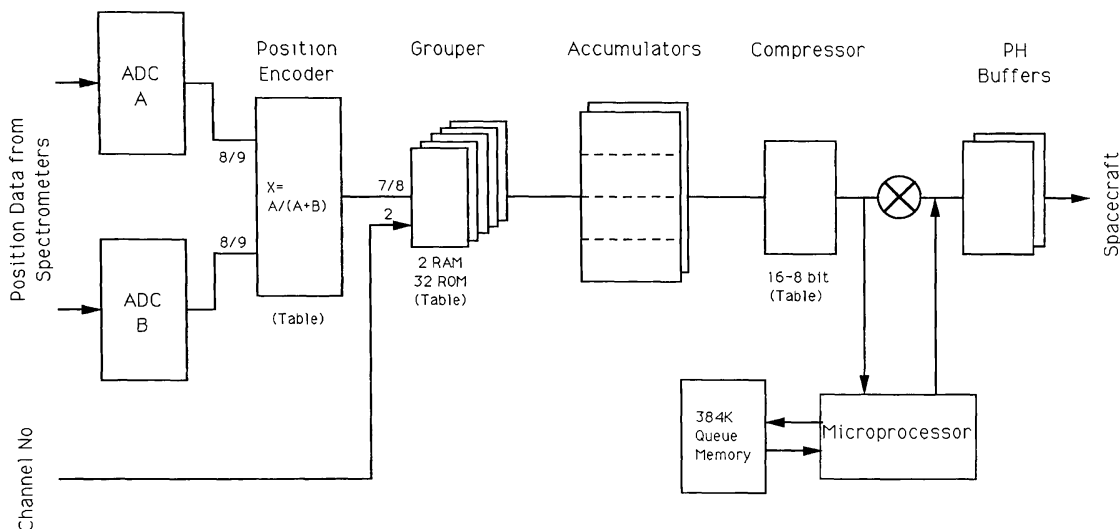 Position Data from
Spectrometers
Channel No
ADC
A
8/9
ADC
B
8/9
Position
Encoder
X=
A/(A+B)
(Table)
7/8
2
Grouper
2 RAM
32 ROM
(Table)
Accumulators
Compressor
16-8 bit
(Table)
384K
Queue
Memory
Microprocessor
PH
Buffers
Spacecraft